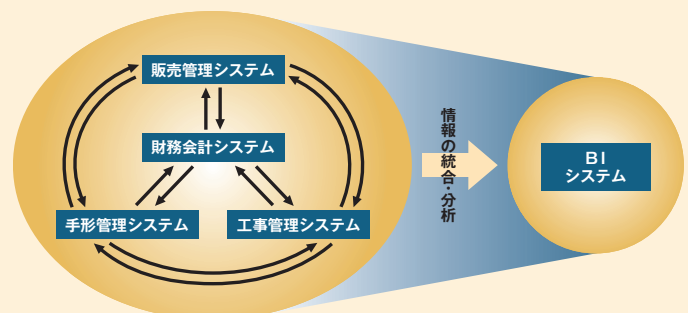 販売管理システム
財務会計システム
手形管理システム
工事管理システム
情報の統合・分析
BI
システム